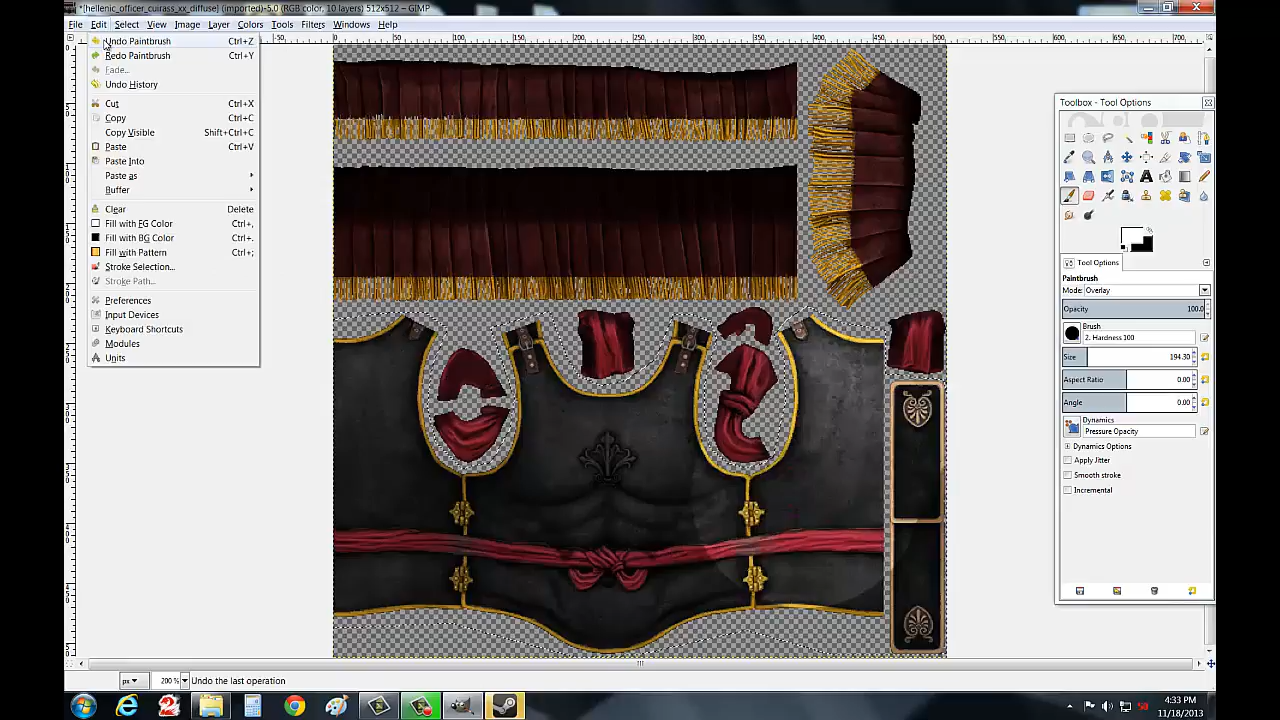 *[hellenic_officer_cuirass_xx_diffuse] (imported)-5.0 (RGB color, 10 layers) 512x512 – GIMP
File Edit Select View Image Layer Colors Tools Filters Windows Help
Undo Paintbrush Ctrl+Z
Redo Paintbrush Ctrl+Y
Fade...
Undo History
Cut Ctrl+X
Copy Ctrl+C
Copy Visible Shift+Ctrl+C
Paste Ctrl+V
Paste Into
Paste as
Buffer
Clear Delete
Fill with FG Color Ctrl+,
Fill with BG Color Ctrl+.
Fill with Pattern Ctrl+;
Stroke Selection...
Stroke Path...
Preferences
Input Devices
Keyboard Shortcuts
Modules
Units
Toolbox - Tool Options
Tool Options
Paintbrush
Mode: Overlay
Opacity 100.0
Brush
2. Hardness 100
Size 194.30
Aspect Ratio 0.00
Angle 0.00
Dynamics
Pressure Opacity
Dynamics Options
Apply Jitter
Smooth stroke
Incremental
px 200 % Undo the last operation
4:33 PM
11/18/2013